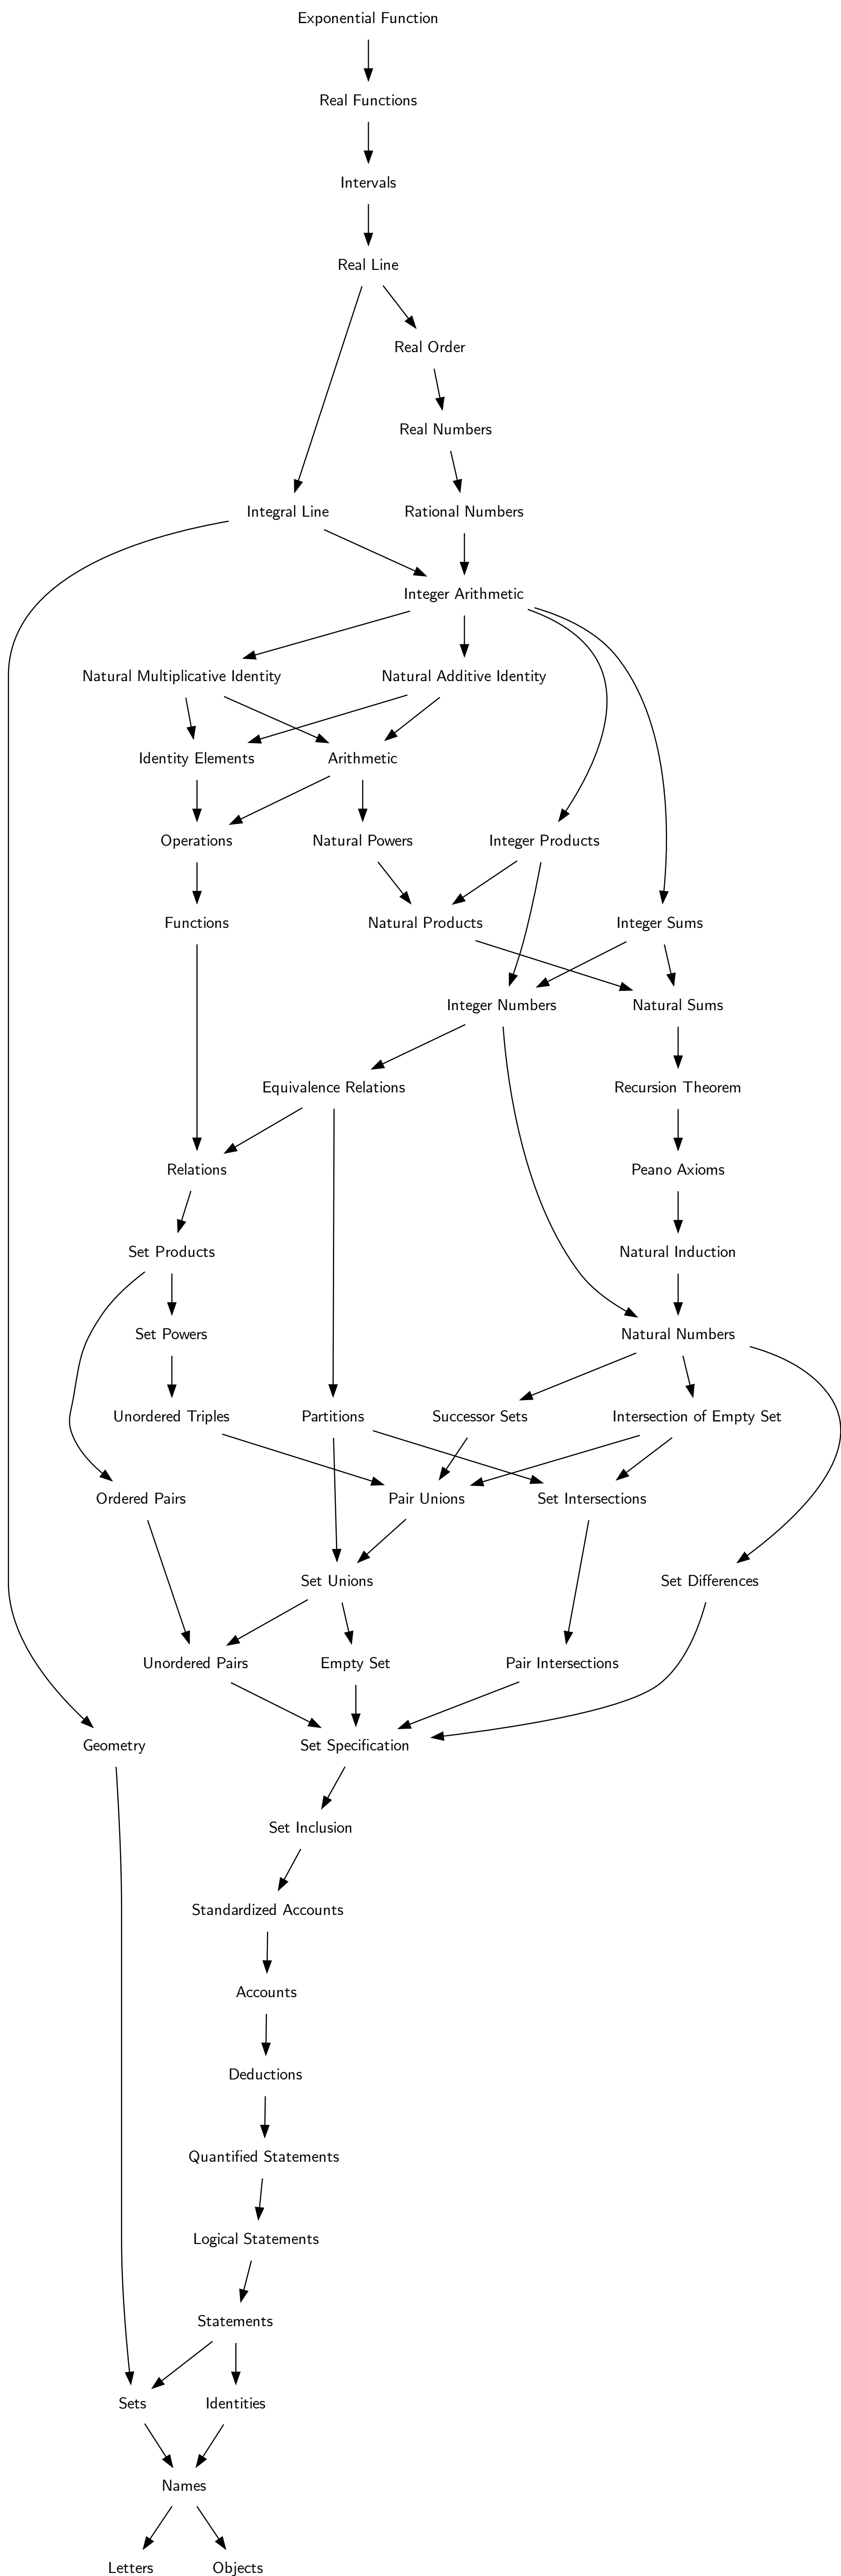 Exponential Function
Real Functions
Intervals
Real Line
Real Order
Real Numbers
Integral Line
Rational Numbers
Integer Arithmetic
Natural Multiplicative Identity
Natural Additive Identity
Identity Elements
Arithmetic
Operations
Natural Powers
Integer Products
Functions
Natural Products
Integer Sums
Integer Numbers
Natural Sums
Equivalence Relations
Recursion Theorem
Relations
Peano Axioms
Set Products
Natural Induction
Set Powers
Natural Numbers
Unordered Triples
Partitions
Successor Sets
Intersection of Empty Set
Ordered Pairs
Pair Unions
Set Intersections
Set Unions
Set Differences
Unordered Pairs
Empty Set
Pair Intersections
Geometry
Set Specification
Set Inclusion
Standardized Accounts
Accounts
Deductions
Quantified Statements
Logical Statements
Statements
Sets
Identities
Names
Letters
Objects